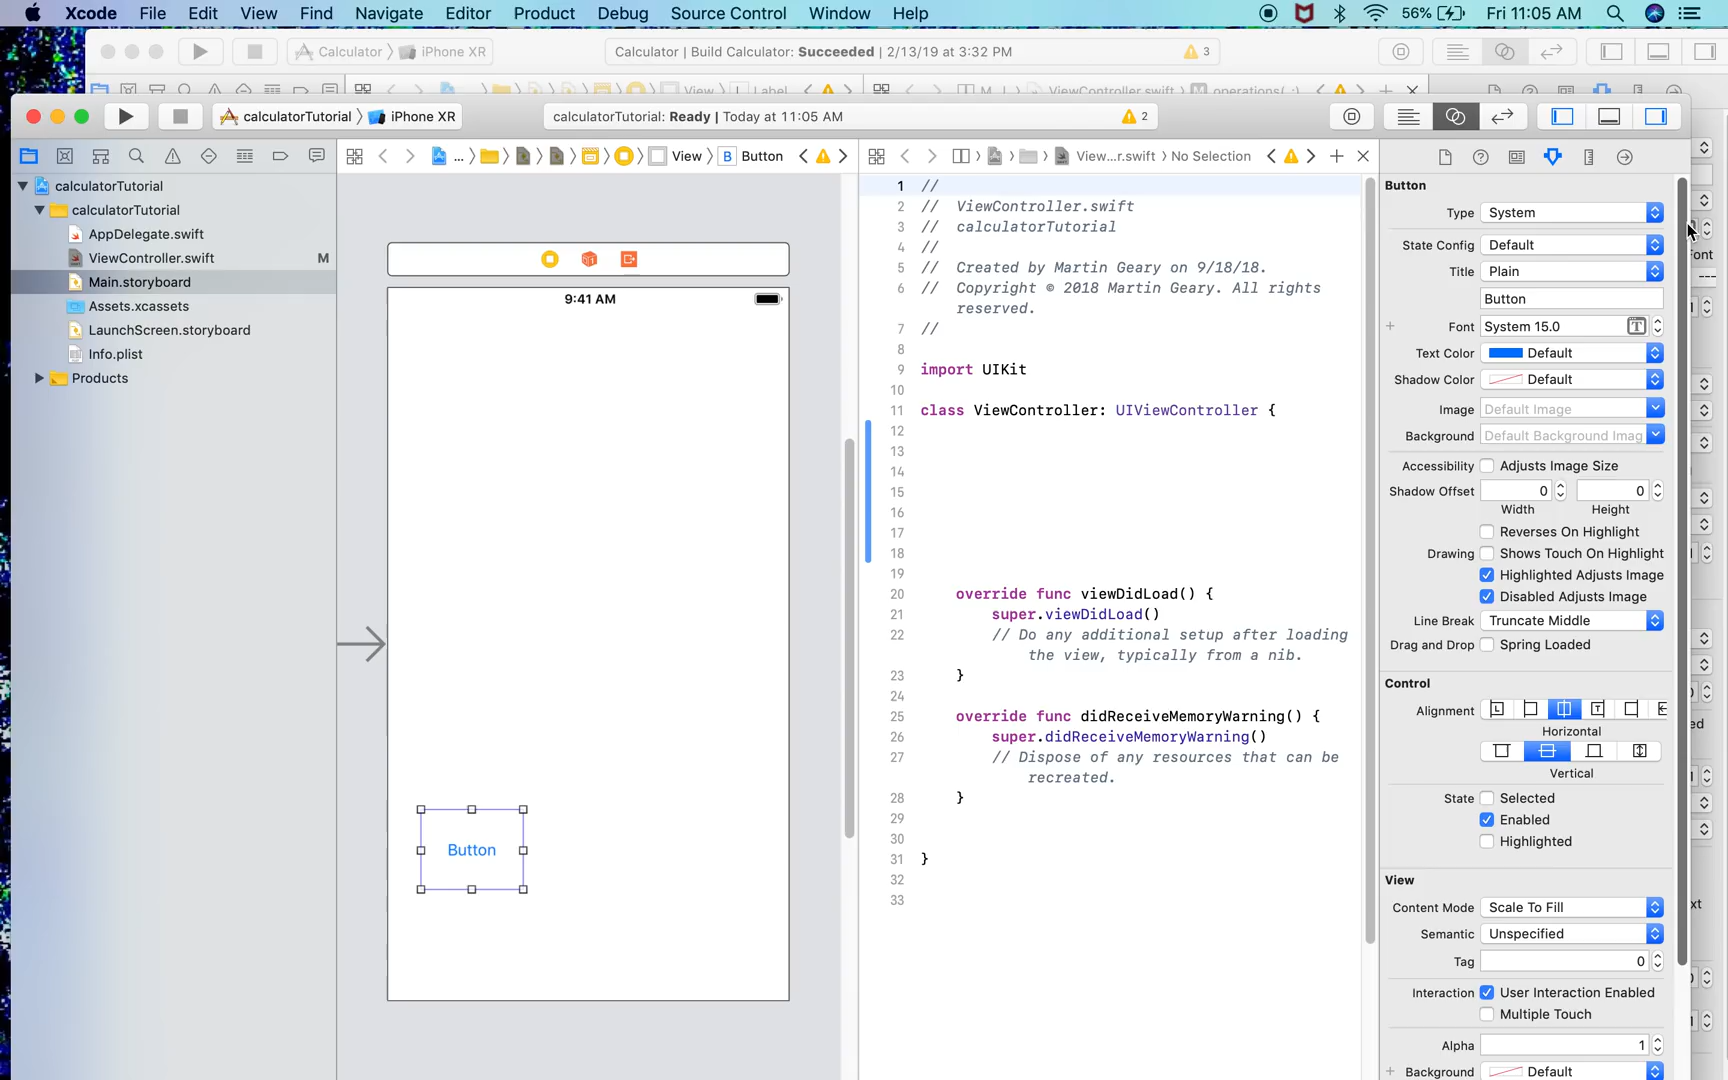 Xcode File Edit View Find Navigate Editor Product Debug Source Control Window Help 56% Fri 11:05 AM
Calculator iPhone XR Calculator | Build Calculator: Succeeded | 2/13/19 at 3:32 PM 3
calculatorTutorial iPhone XR calculatorTutorial: Ready | Today at 11:05 AM 2
... View B Button View...r.swift No Selection
calculatorTutorial
calculatorTutorial
AppDelegate.swift
ViewController.swift M
Main.storyboard
Assets.xcassets
LaunchScreen.storyboard
Info.plist
Products
9:41 AM
Button
1 //
2 // ViewController.swift
3 // calculatorTutorial
4 //
5 // Created by Martin Geary on 9/18/18.
6 // Copyright © 2018 Martin Geary. All rights
reserved.
7 //
8
9 import UIKit
10
11 class ViewController: UIViewController {
12
13
14
15
16
17
18
19
20 override func viewDidLoad() {
21 super.viewDidLoad()
22 // Do any additional setup after loading
the view, typically from a nib.
23 }
24
25 override func didReceiveMemoryWarning() {
26 super.didReceiveMemoryWarning()
27 // Dispose of any resources that can be
recreated.
28 }
29
30
31 }
32
33
Button
Type System
State Config Default
Title Plain
Button
Font System 15.0
Text Color Default
Shadow Color Default
Image Default Image
Background Default Background Imag
Accessibility Adjusts Image Size
Shadow Offset 0 0
Width Height
Reverses On Highlight
Drawing Shows Touch On Highlight
Highlighted Adjusts Image
Disabled Adjusts Image
Line Break Truncate Middle
Drag and Drop Spring Loaded
Control
Alignment
Horizontal
Vertical
State Selected
Enabled
Highlighted
View
Content Mode Scale To Fill
Semantic Unspecified
Tag 0
Interaction User Interaction Enabled
Multiple Touch
Alpha 1
Background Default